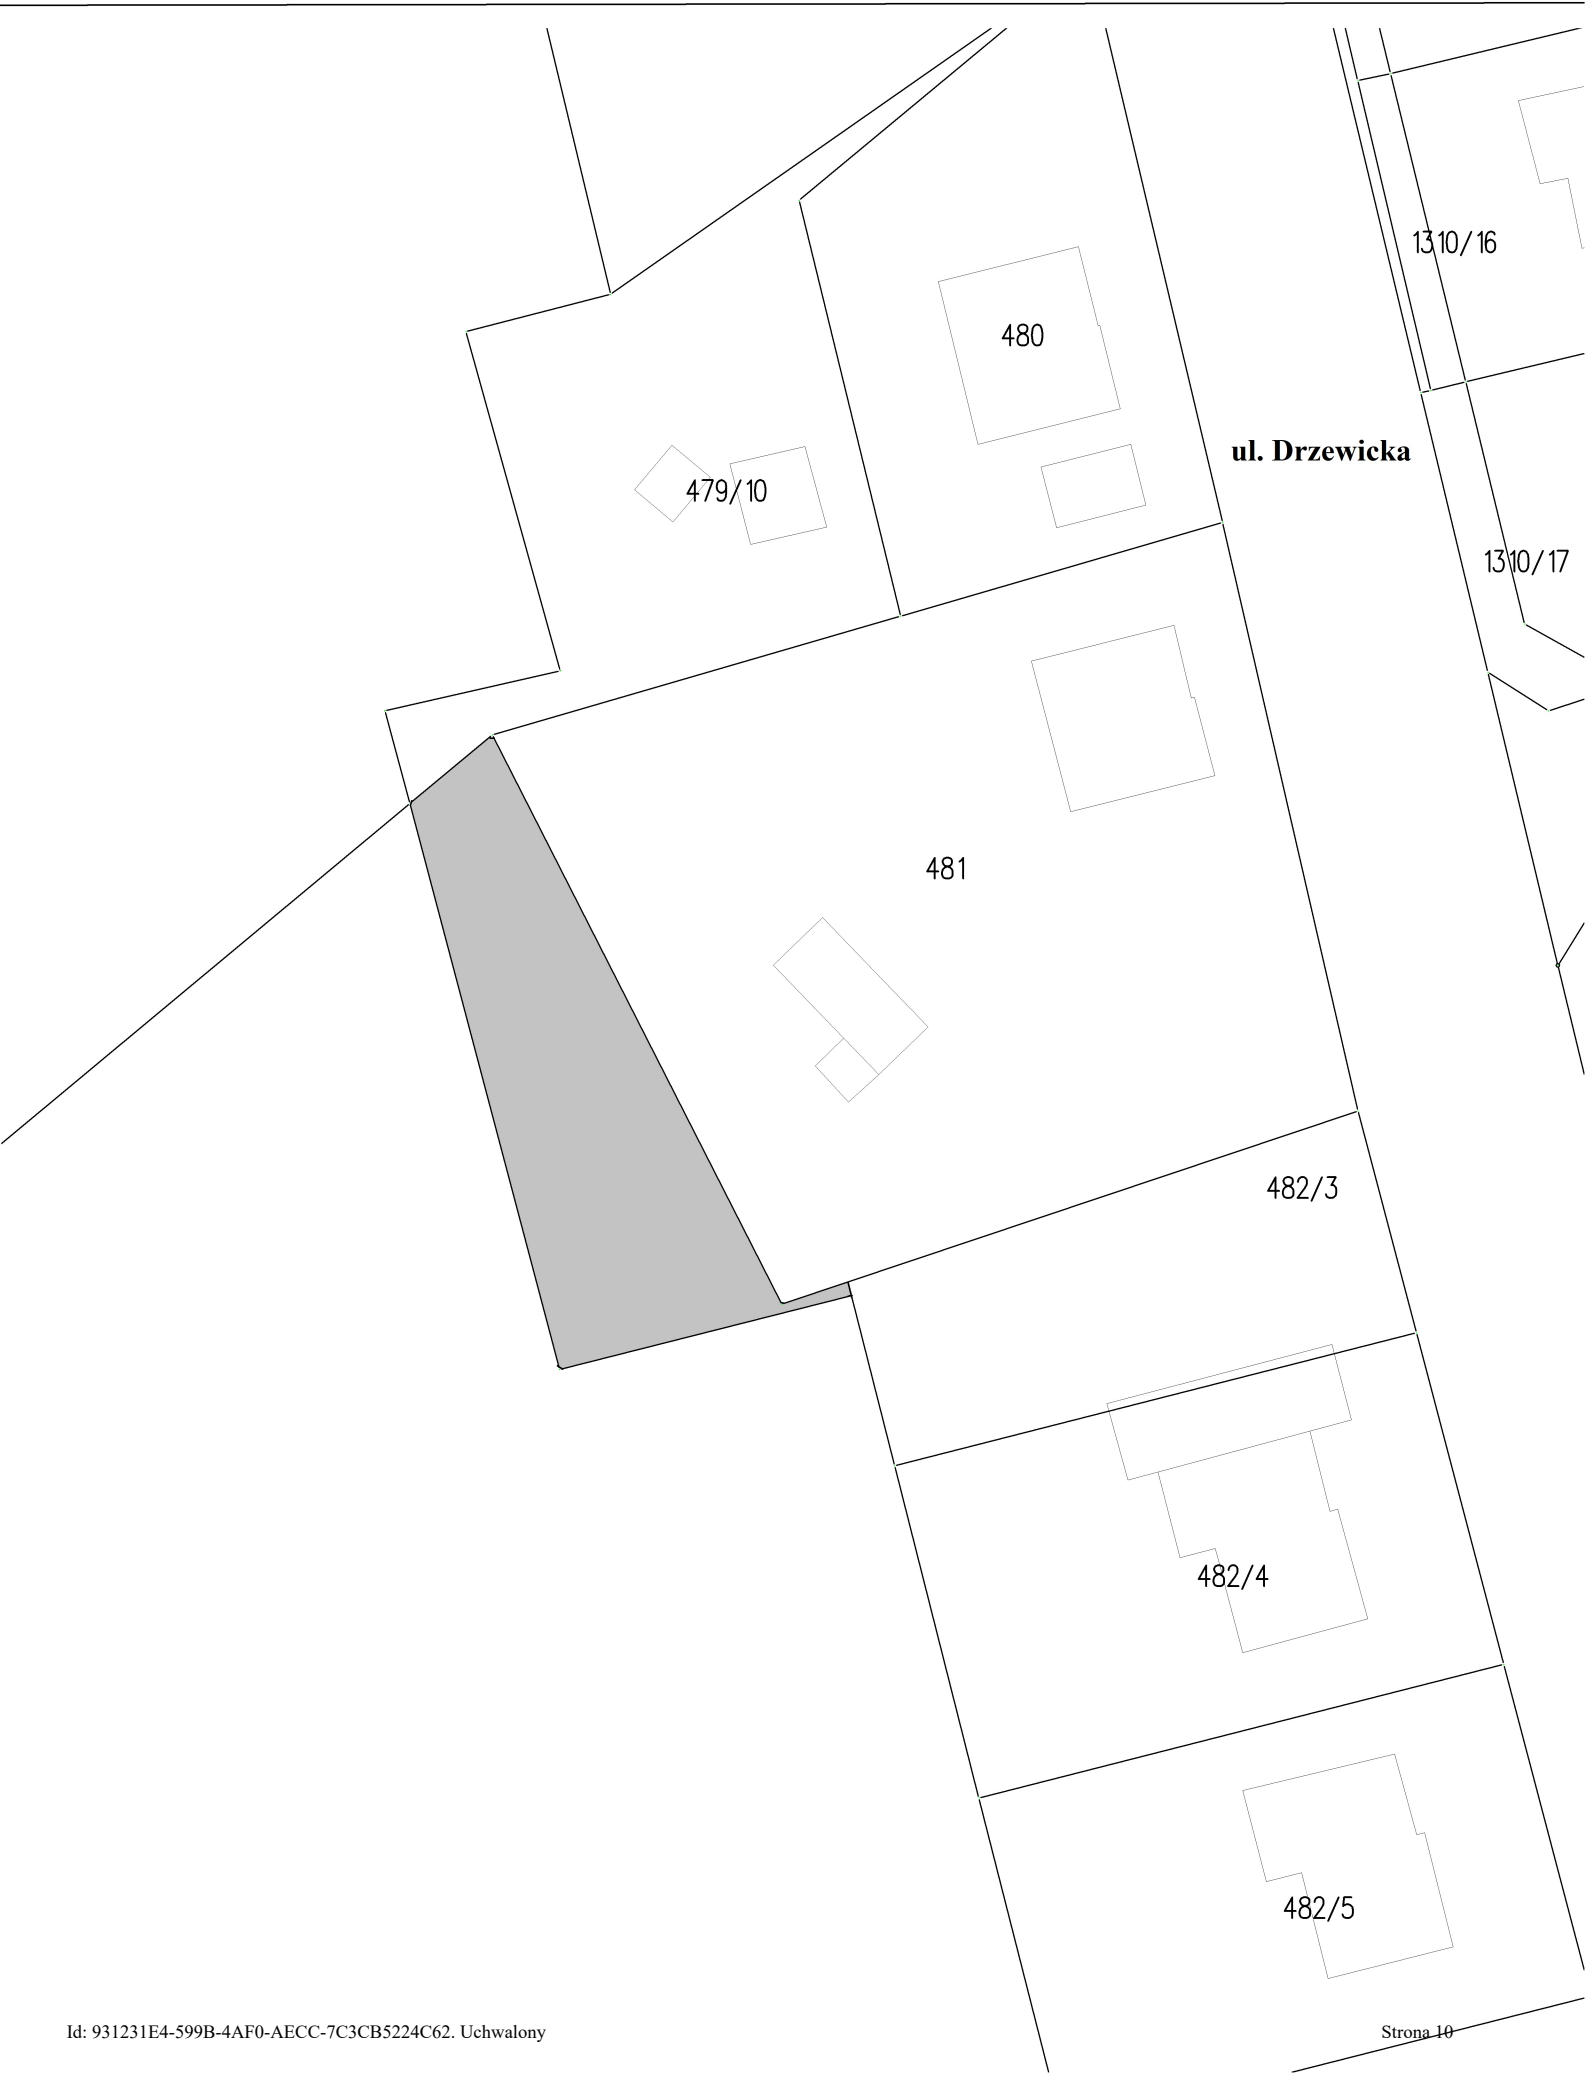 1310/16
480
ul. Drzewicka
479/10
1310/17
481
482/3
482/4
482/5
Id: 931231E4-599B-4AF0-AECC-7C3CB5224C62. Uchwalony
Strona 10